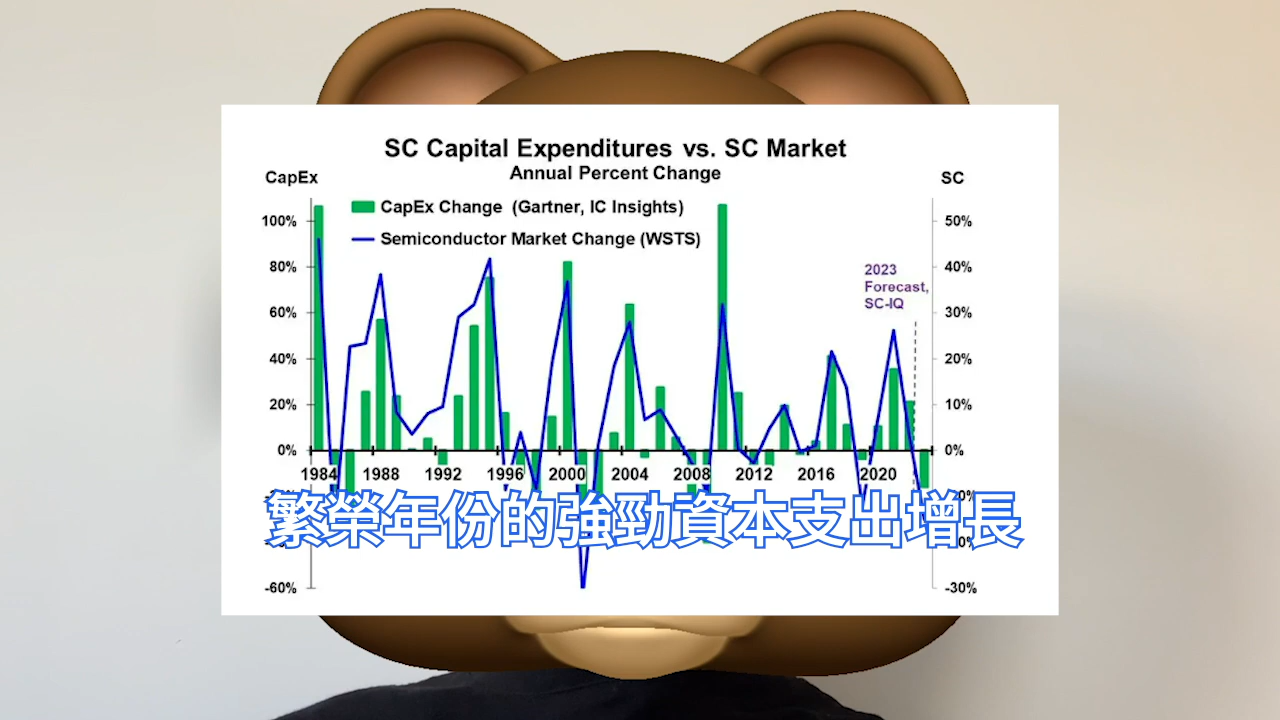 SC Capital Expenditures vs. SC Market
Annual Percent Change
CapEx
SC
CapEx Change (Gartner, IC Insights)
Semiconductor Market Change (WSTS)
2023
Forecast,
SC-IQ
100%
80%
60%
40%
20%
0%
-60%
50%
40%
30%
20%
10%
0%
-30%
1984 1988 1992 1996 2000 2004 2008 2012 2016 2020
繁榮年份的強勁資本支出增長